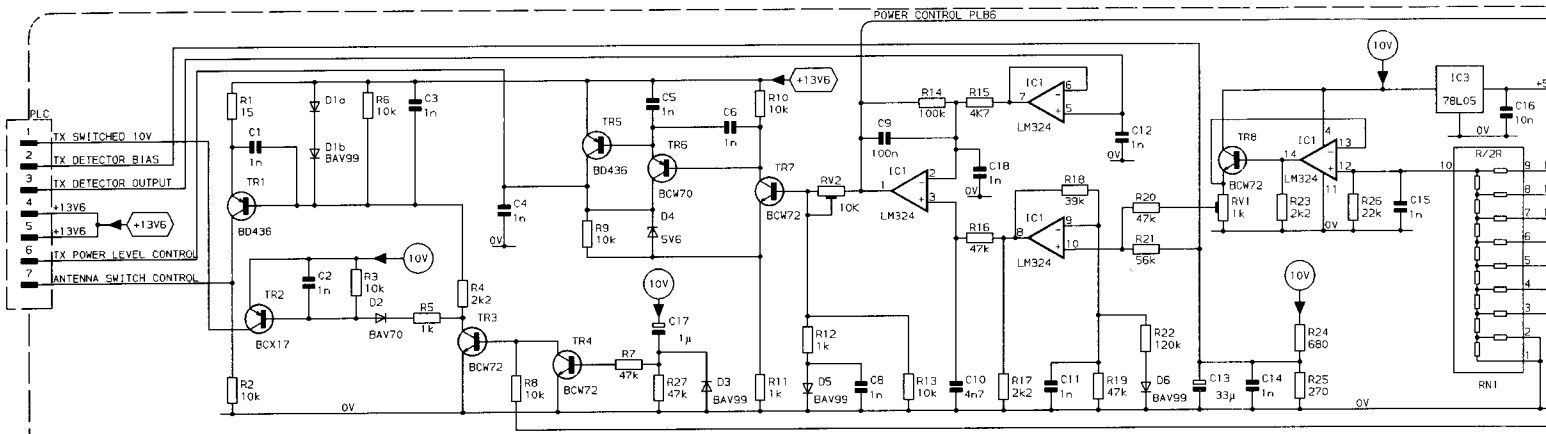 POWER CONTROL PLB6
PLC
1 TX SWITCHED 10V
2 TX DETECTOR BIAS
3 TX DETECTOR OUTPUT
4 +13V6
5 +13V6
6 TX POWER LEVEL CONTROL
7 ANTENNA SWITCH CONTROL
+13V6
R1
15
C1
1n
TR1
BD436
D1a
D1b
BAV99
R6
10k
C3
1n
C4
1n
0V
R2
10k
TR2
BCX17
C2
1n
R3
10k
10V
D2
BAV70
R5
1k
R4
2k2
TR3
BCW72
R8
10k
TR4
BCW72
0V
TR5
BD436
R9
10k
C5
1n
TR6
BCW70
D4
5V6
C6
1n
+13V6
R10
10k
TR7
BCW72
10V
C17
1µ
R7
47k
R27
47k
D3
BAV99
R11
1k
RV2
10K
R12
1k
D5
BAV99
C8
1n
R13
10k
R14
100k
R15
4K7
C9
100n
IC1
7
6
5
LM324
C12
1n
0V
C18
1n
0V
IC1
1
2
3
LM324
C10
4n7
R16
47k
R17
2k2
R18
39k
IC1
8
9
10
LM324
C11
1n
R19
47k
R20
47k
R21
56k
R22
120k
D6
BAV99
C13
33µ
C14
1n
10V
R24
680
R25
270
0V
10V
IC3
78L05
+5
C16
10n
0V
TR8
BCW72
RV1
1k
IC1
4
13
14
12
11
LM324
R23
2k2
R26
22k
C15
1n
0V
R/2R
10
9
8
7
6
5
4
3
2
1
RN1